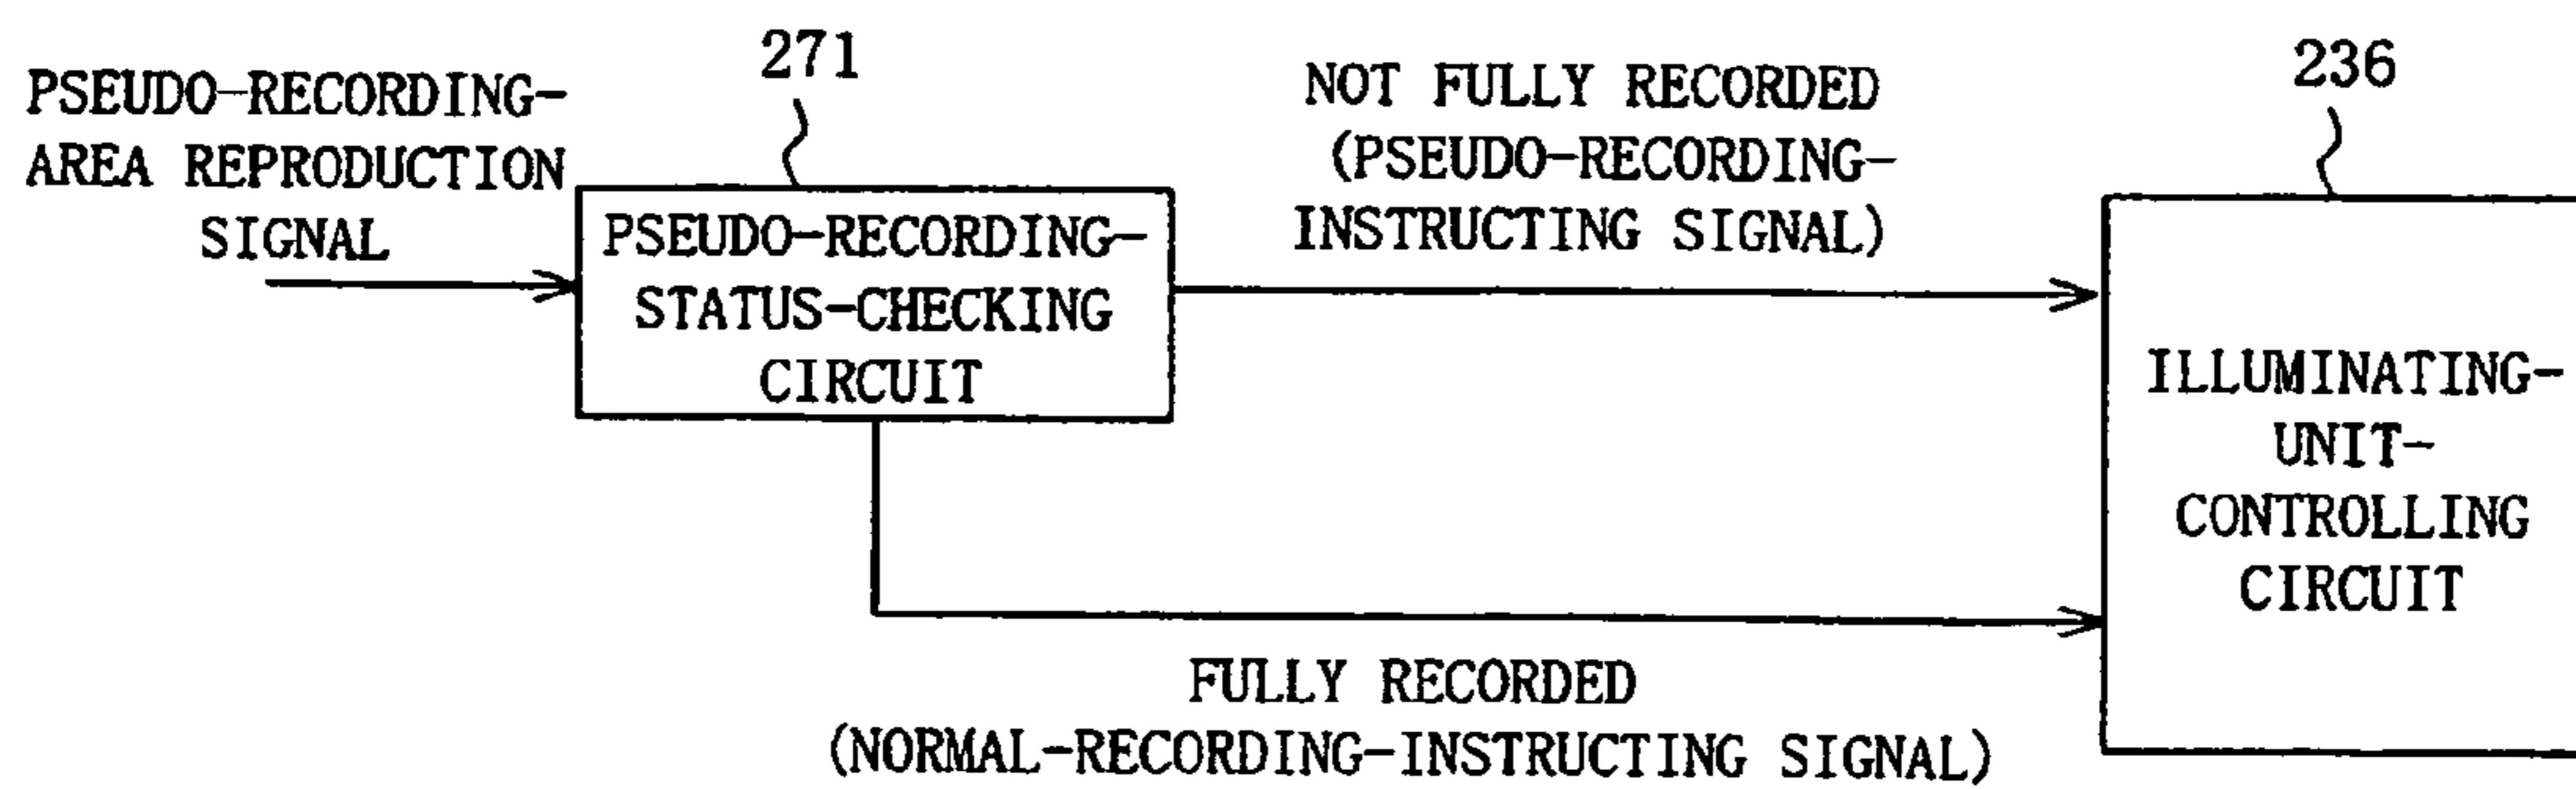 PSEUDO-RECORDING-
AREA REPRODUCTION
SIGNAL
271
PSEUDO-RECORDING-
STATUS-CHECKING
CIRCUIT
NOT FULLY RECORDED
(PSEUDO-RECORDING-
INSTRUCTING SIGNAL)
236
ILLUMINATING-
UNIT-
CONTROLLING
CIRCUIT
FULLY RECORDED
(NORMAL-RECORDING-INSTRUCTING SIGNAL)